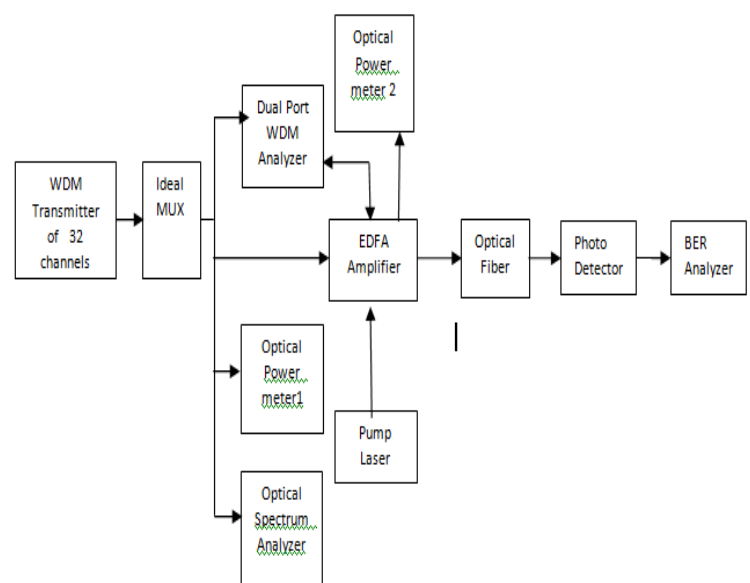 Optical
Power
meter 2
Dual Port
WDM
Analyzer
WDM
Transmitter
of 32
channels
Ideal
MUX
EDFA
Amplifier
Optical
Fiber
Photo
Detector
BER
Analyzer
Optical
Power
meter1
Pump
Laser
Optical
Spectrum
Analyzer